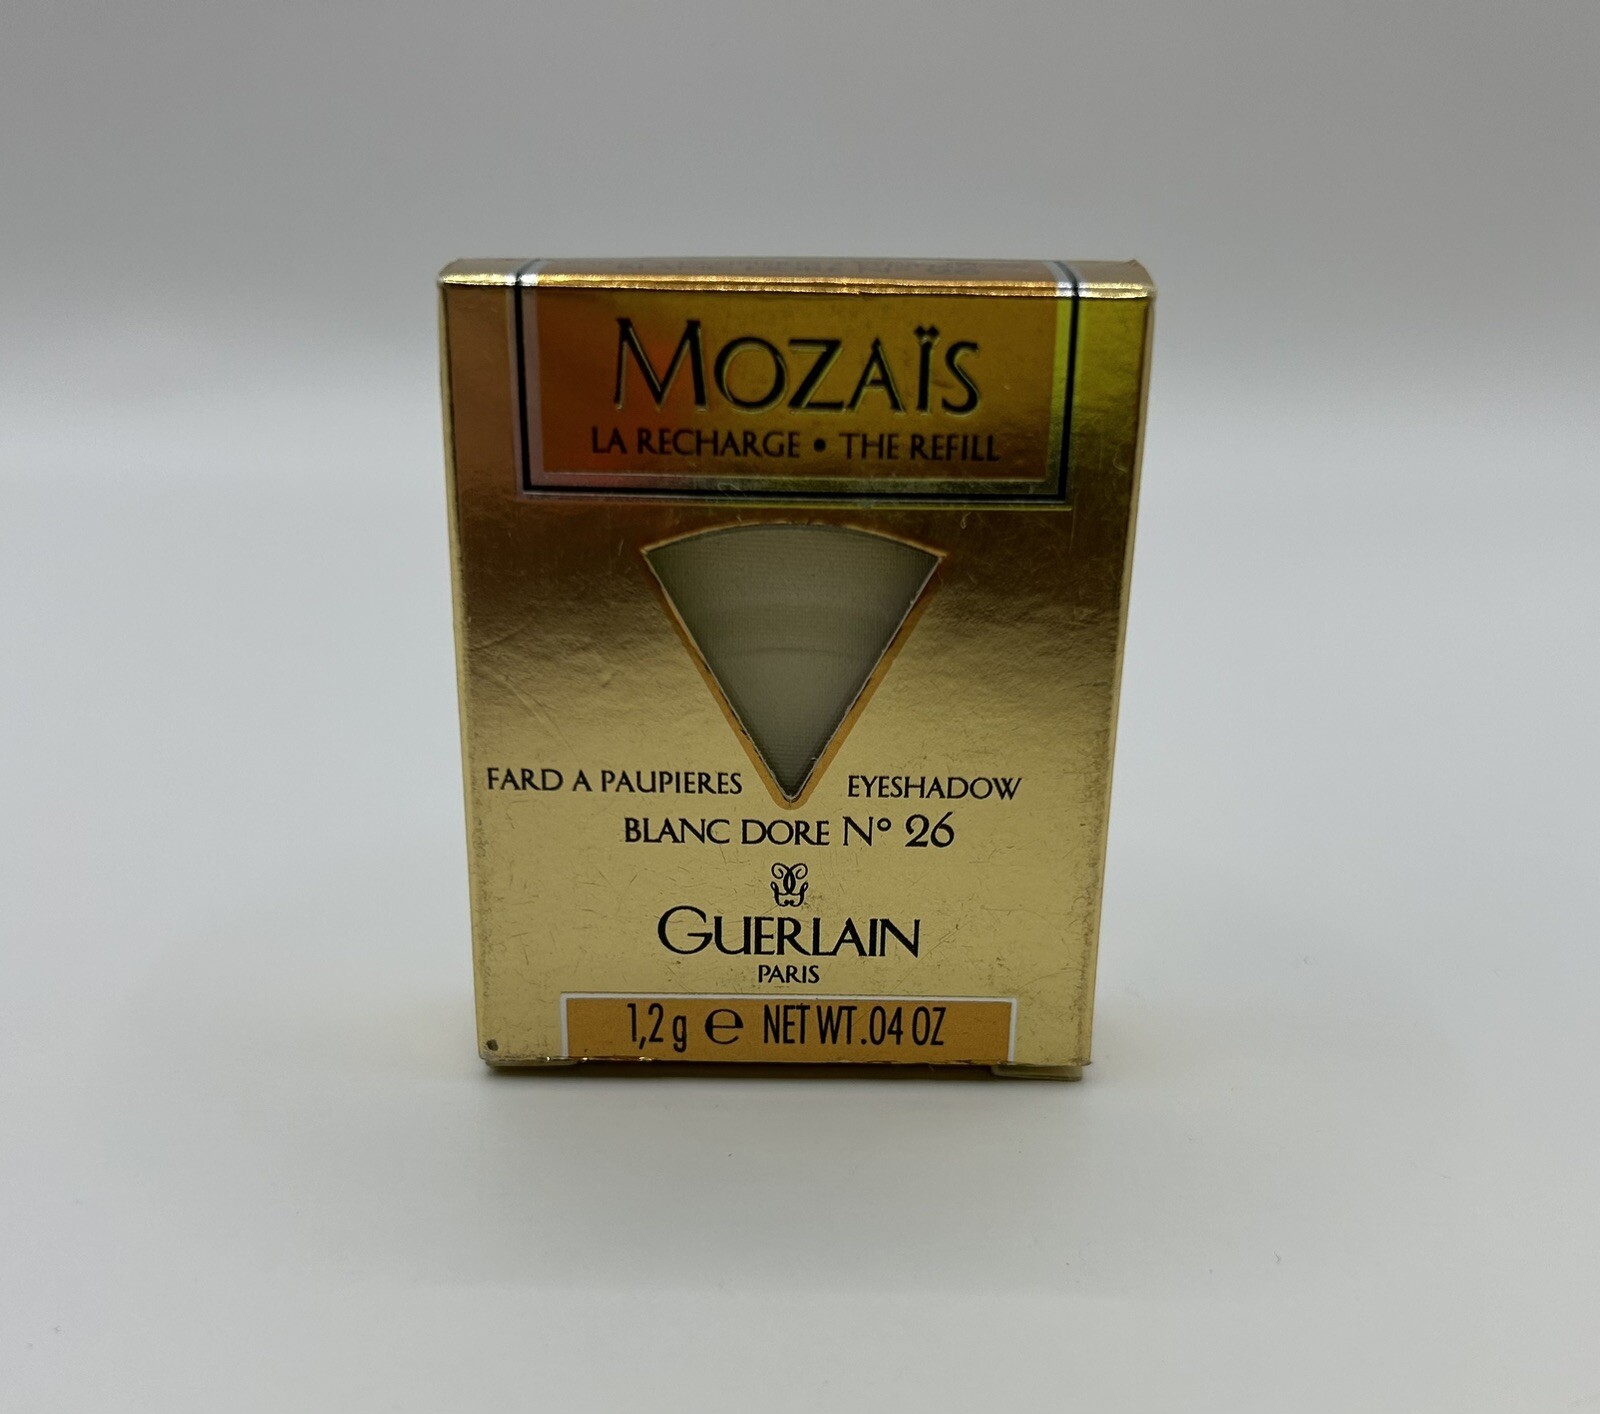 MOZAÏS
LA RECHARGE • THE REFILL
FARD A PAUPIERES EYESHADOW
BLANC DORE N° 26
GUERLAIN
PARIS
1,2 g ℮ NET WT .04 OZ